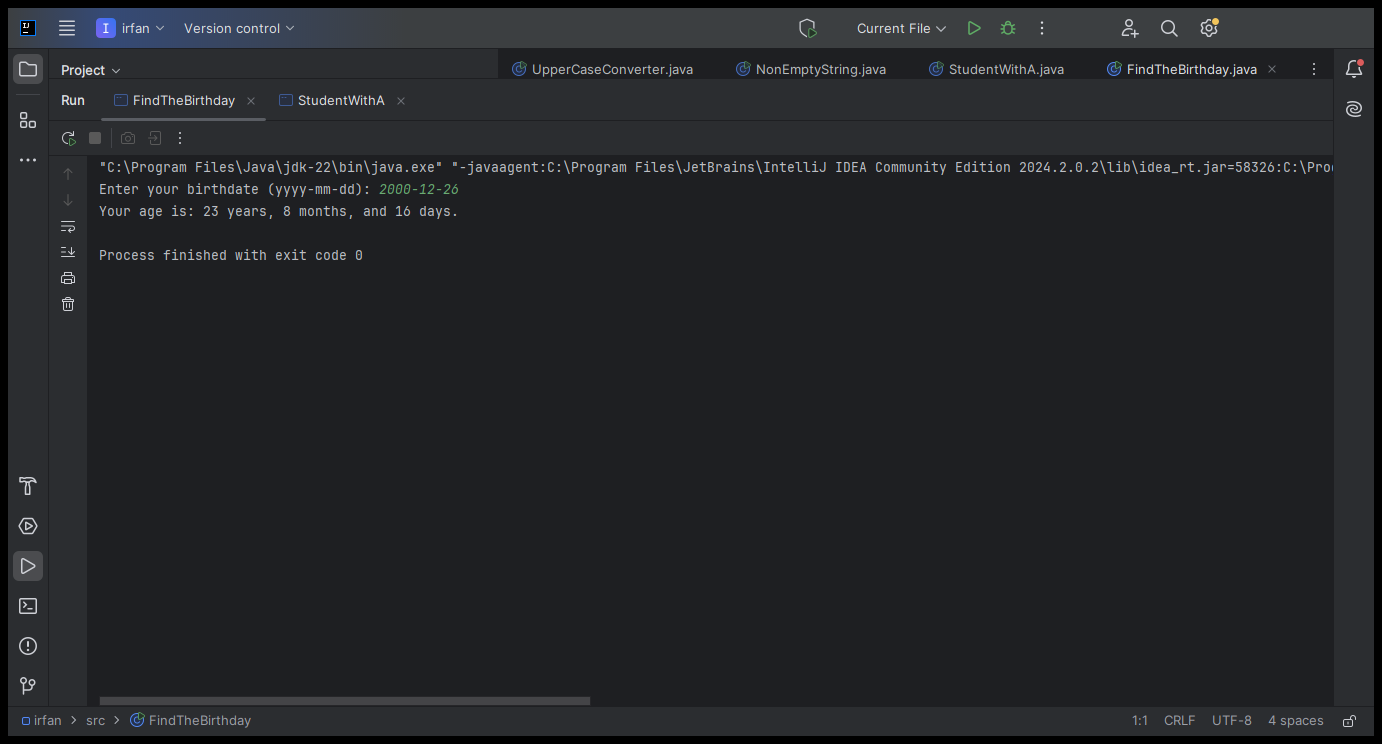 I irfan Version control Current File
Project UpperCaseConverter.java NonEmptyString.java StudentWithA.java FindTheBirthday.java
Run FindTheBirthday StudentWithA
"C:\Program Files\Java\jdk-22\bin\java.exe" "-javaagent:C:\Program Files\JetBrains\IntelliJ IDEA Community Edition 2024.2.0.2\lib\idea_rt.jar=58326:C:\Pro
Enter your birthdate (yyyy-mm-dd): 2000-12-26
Your age is: 23 years, 8 months, and 16 days.
Process finished with exit code 0
irfan > src > FindTheBirthday 1:1 CRLF UTF-8 4 spaces